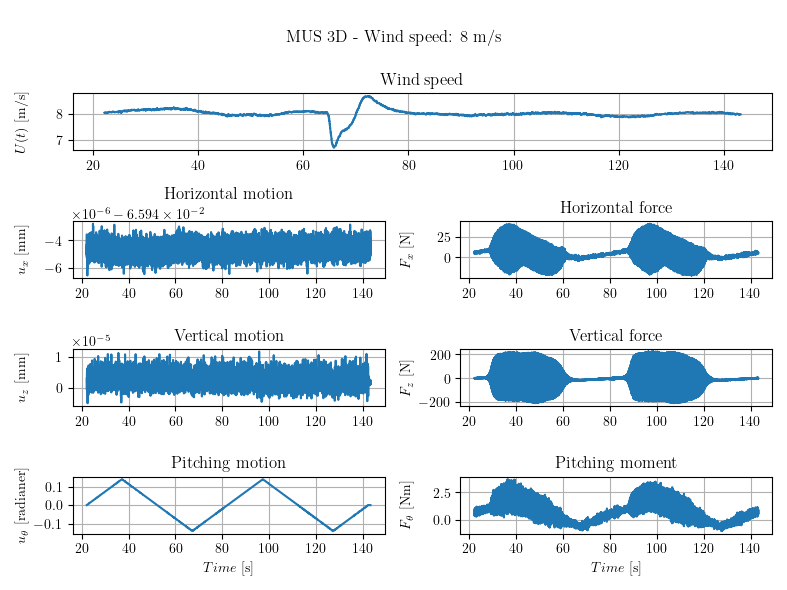 MUS 3D - Wind speed: 8 m/s
Wind speed
U(t) [m/s]
8
7
20 40 60 80 100 120 140
Horizontal motion
×10⁻⁶−6.594×10⁻²
u_x [mm]
−4
−6
20 40 60 80 100 120 140
Horizontal force
F_x [N]
25
0
20 40 60 80 100 120 140
Vertical motion
×10⁻⁵
u_z [mm]
1
0
20 40 60 80 100 120 140
Vertical force
F_z [N]
200
0
−200
20 40 60 80 100 120 140
Pitching motion
u_θ [radianer]
0.1
0.0
−0.1
20 40 60 80 100 120 140
Time [s]
Pitching moment
F_θ [Nm]
2.5
0.0
20 40 60 80 100 120 140
Time [s]